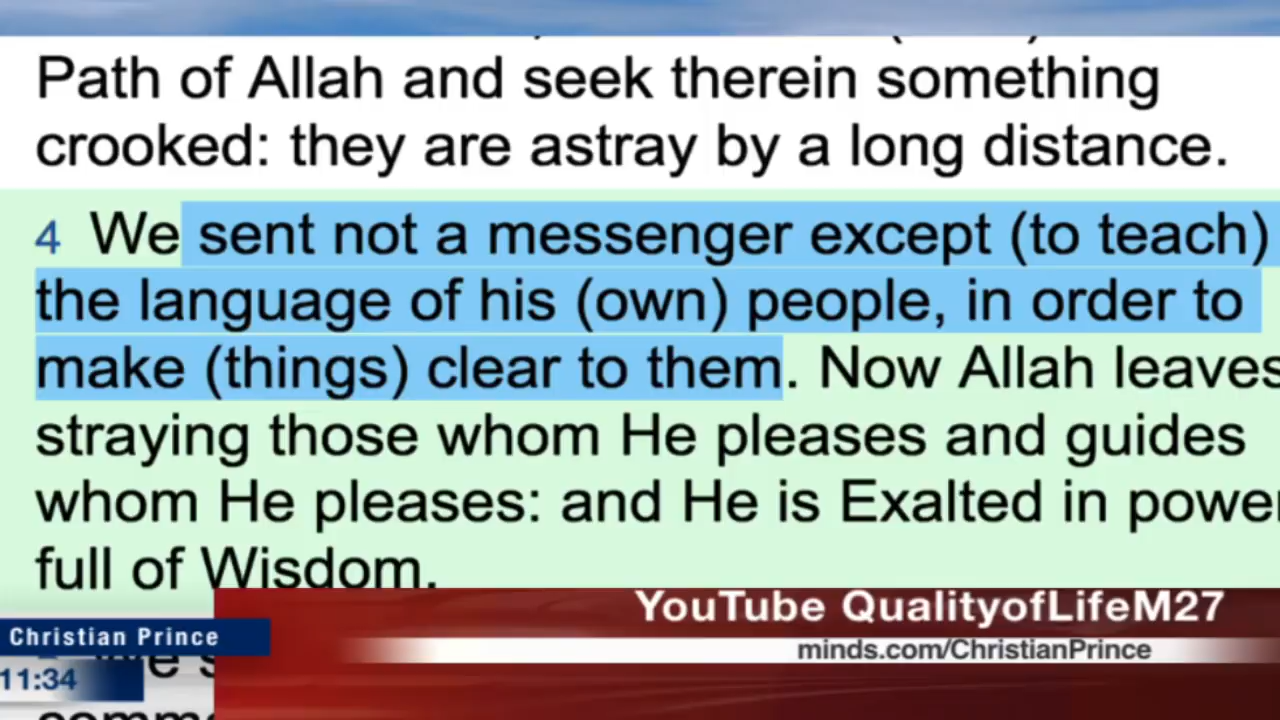 Path of Allah and seek therein something
crooked: they are astray by a long distance.
4 We sent not a messenger except (to teach)
the language of his (own) people, in order to
make (things) clear to them. Now Allah leaves
straying those whom He pleases and guides
whom He pleases: and He is Exalted in power
full of Wisdom.
YouTube QualityofLifeM27
Christian Prince
minds.com/ChristianPrince
11:34